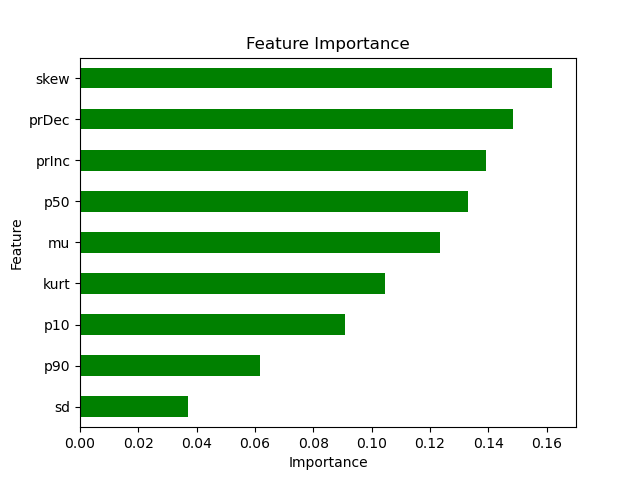 Feature Importance
skew
prDec
prInc
p50
mu
kurt
p10
p90
sd
Feature
0.00 0.02 0.04 0.06 0.08 0.10 0.12 0.14 0.16
Importance